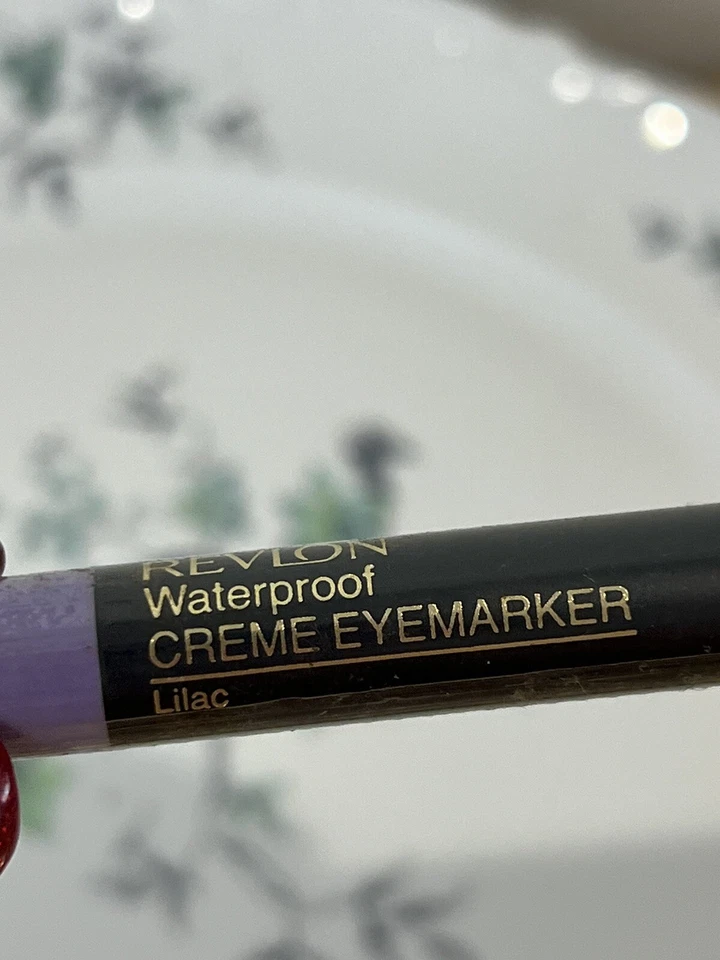 REVLON
Waterproof
CREME EYEMARKER
Lilac